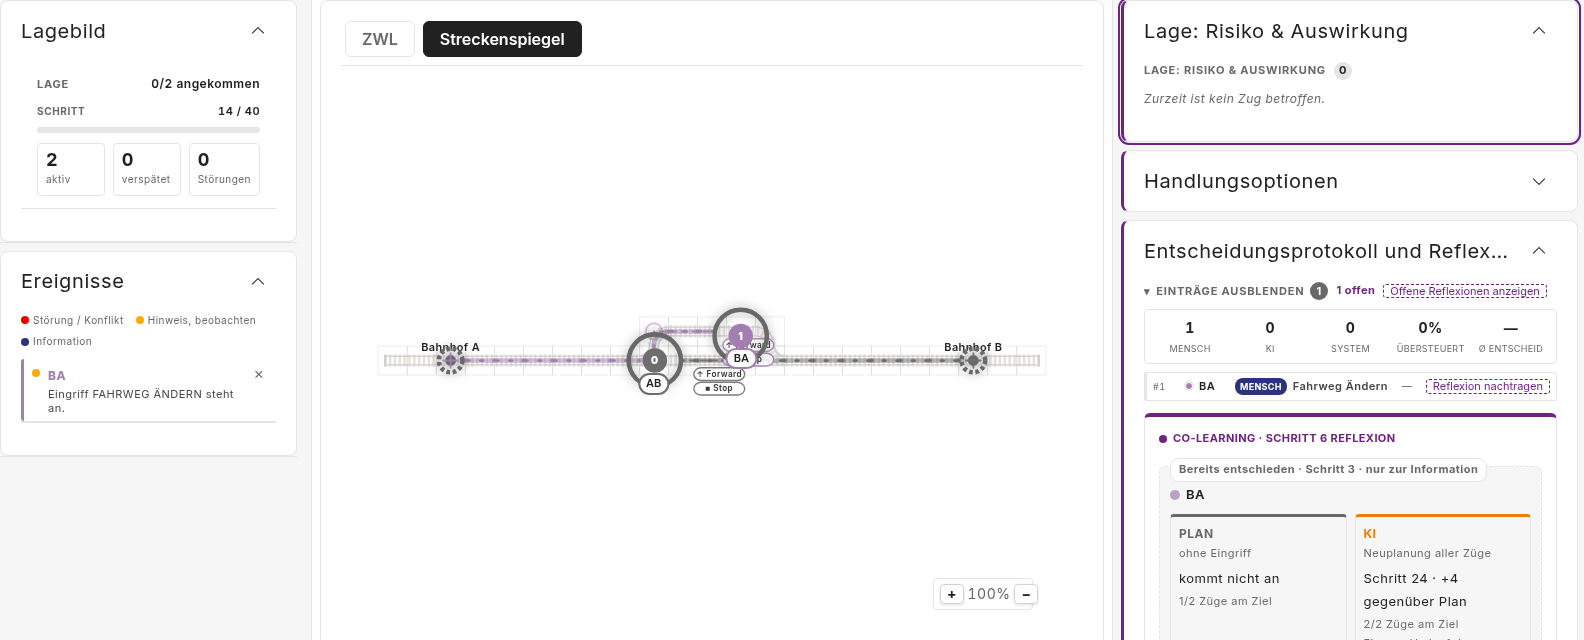 Lagebild
LAGE 0/2 angekommen
SCHRITT 14 / 40
2 0 0
aktiv verspätet Störungen
Ereignisse
Störung / Konflikt Hinweis, beobachten
Information
BA
Eingriff FAHRWEG ÄNDERN steht
an.
ZWL Streckenspiegel
Bahnhof A
Bahnhof B
1
BA
0
AB
↑ Forward
■ Stop
+ 100% −
Lage: Risiko & Auswirkung
LAGE: RISIKO & AUSWIRKUNG 0
Zurzeit ist kein Zug betroffen.
Handlungsoptionen
Entscheidungsprotokoll und Reflex...
▾ EINTRÄGE AUSBLENDEN 1 1 offen Offene Reflexionen anzeigen
1 0 0 0% —
MENSCH KI SYSTEM ÜBERSTEUERT Ø ENTSCHEID
#1 BA MENSCH Fahrweg Ändern — Reflexion nachtragen
CO-LEARNING · SCHRITT 6 REFLEXION
Bereits entschieden · Schritt 3 · nur zur Information
BA
PLAN
ohne Eingriff
kommt nicht an
1/2 Züge am Ziel
KI
Neuplanung aller Züge
Schritt 24 · +4
gegenüber Plan
2/2 Züge am Ziel